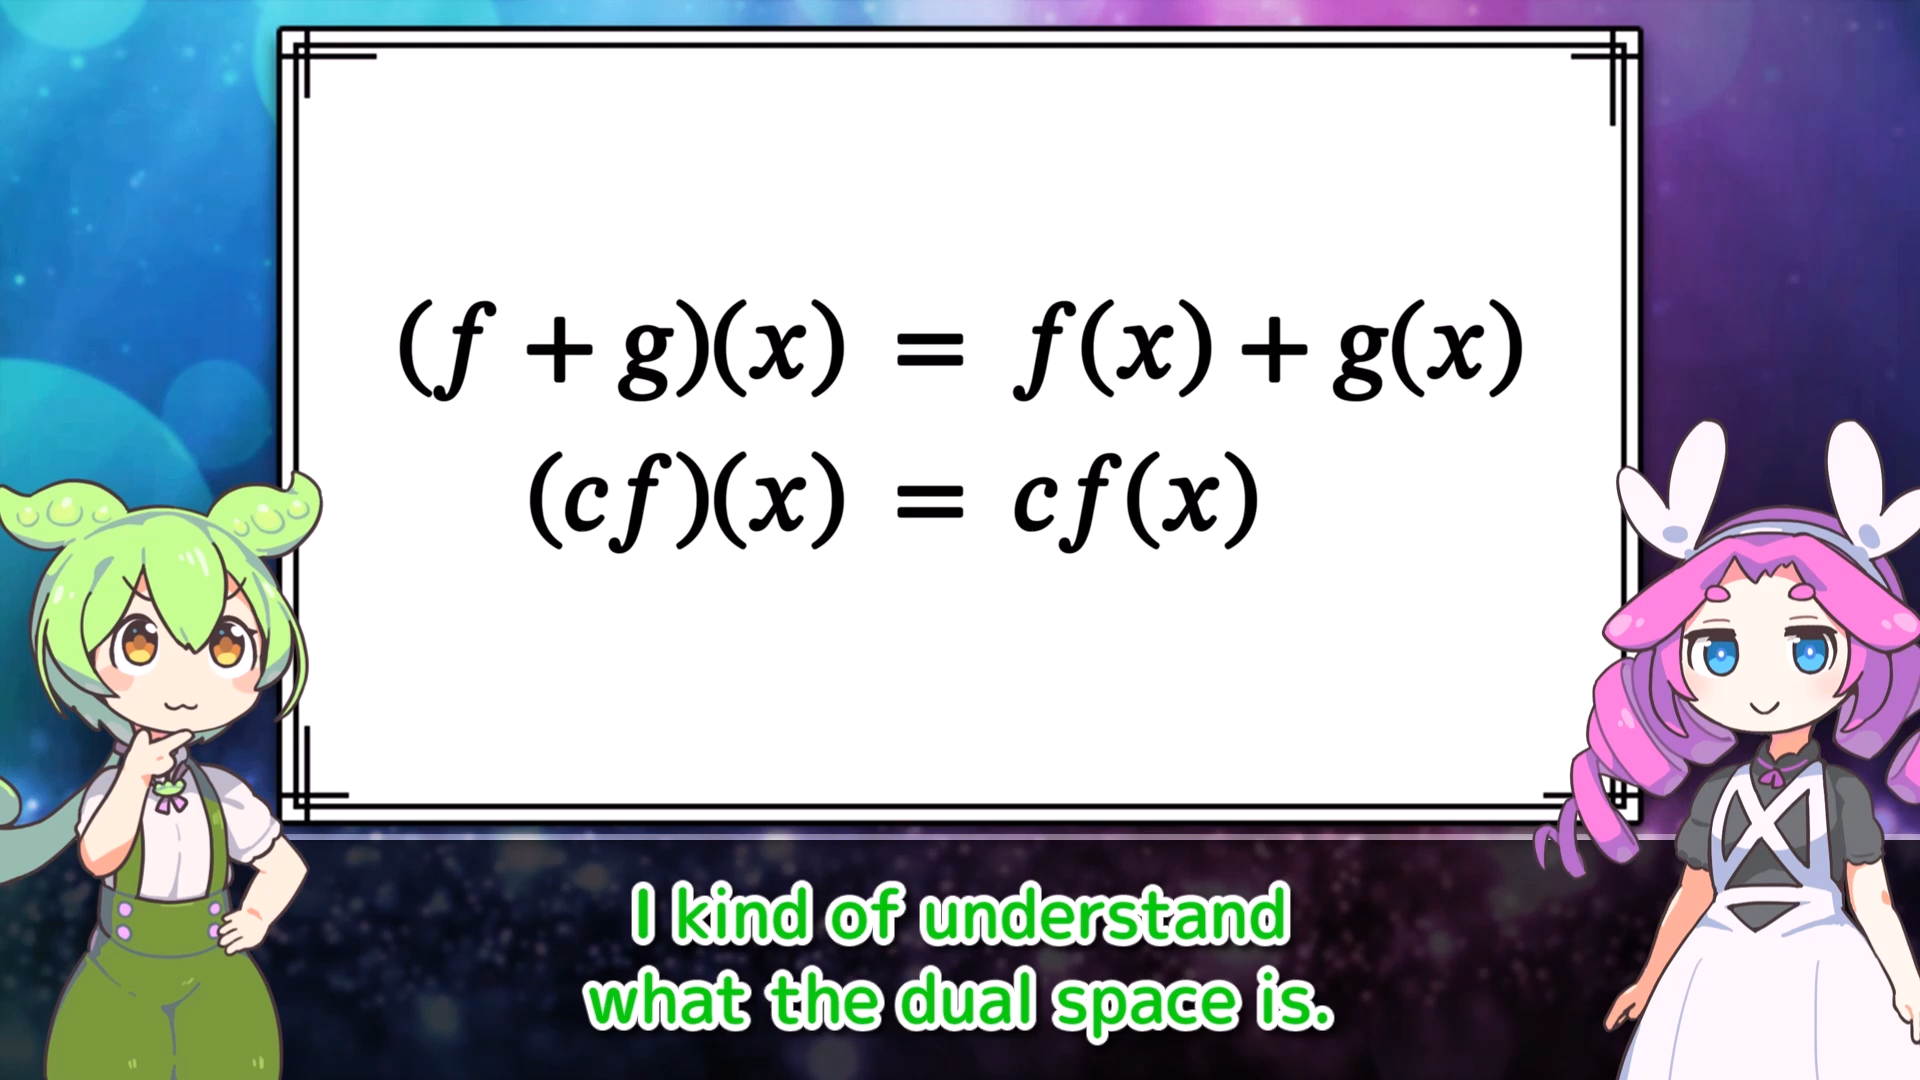 (f + g)(x) = f(x) + g(x)
(cf)(x) = cf(x)
I kind of understand
what the dual space is.